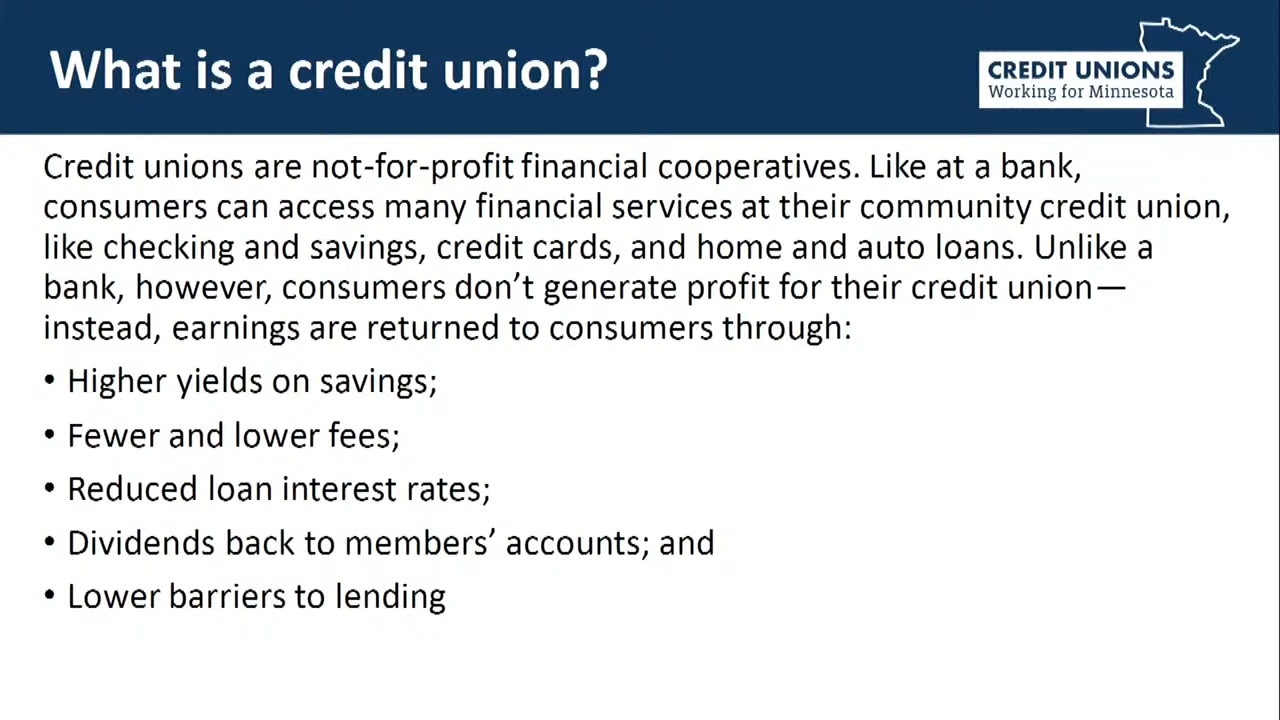 What is a credit union?
CREDIT UNIONS
Working for Minnesota
Credit unions are not-for-profit financial cooperatives. Like at a bank,
consumers can access many financial services at their community credit union,
like checking and savings, credit cards, and home and auto loans. Unlike a
bank, however, consumers don’t generate profit for their credit union—
instead, earnings are returned to consumers through:
• Higher yields on savings;
• Fewer and lower fees;
• Reduced loan interest rates;
• Dividends back to members’ accounts; and
• Lower barriers to lending